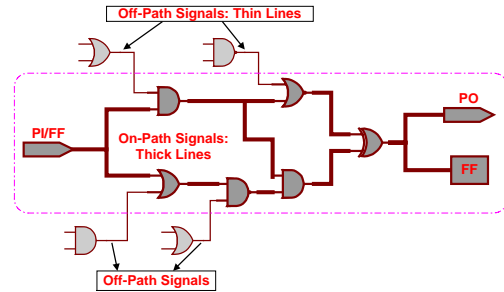 Off-Path Signals: Thin Lines
PI/FF
On-Path Signals:
Thick Lines
PO
FF
Off-Path Signals